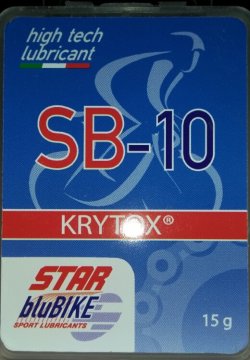 high tech
lubricant
SB-10
KRYTOX®
STAR
bluBIKE
SPORT LUBRICANTS
15 g